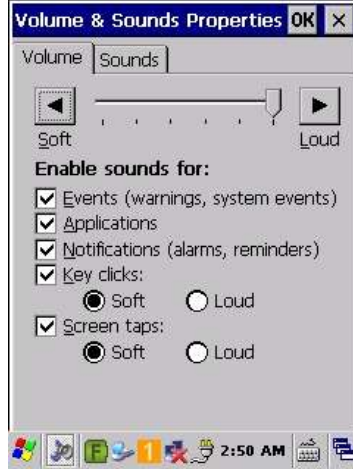 Volume & Sounds Properties OK ×
Volume Sounds
Soft Loud
Enable sounds for:
Events (warnings, system events)
Applications
Notifications (alarms, reminders)
Key clicks:
Soft Loud
Screen taps:
Soft Loud
F 1 2:50 AM